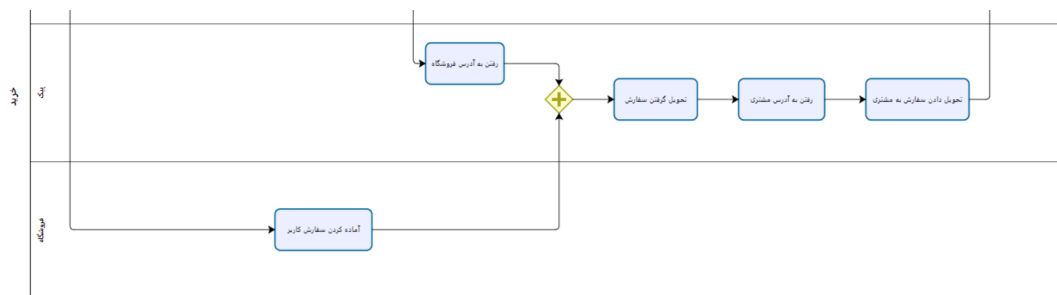 خرید
پیک
رفتن به آدرس فروشگاه
تحویل گرفتن سفارش
رفتن به آدرس مشتری
تحویل دادن سفارش به مشتری
فروشگاه
آماده کردن سفارش کاربر